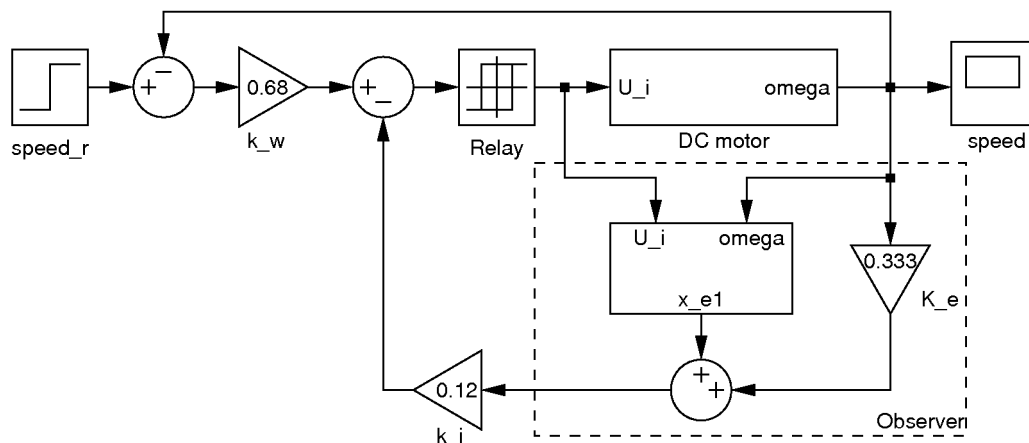 +
−
0.68
+
−
U_i
omega
speed_r
k_w
Relay
DC motor
speed
U_i
omega
0.333
x_e1
K_e
+
+
0.12
k_i
Observer